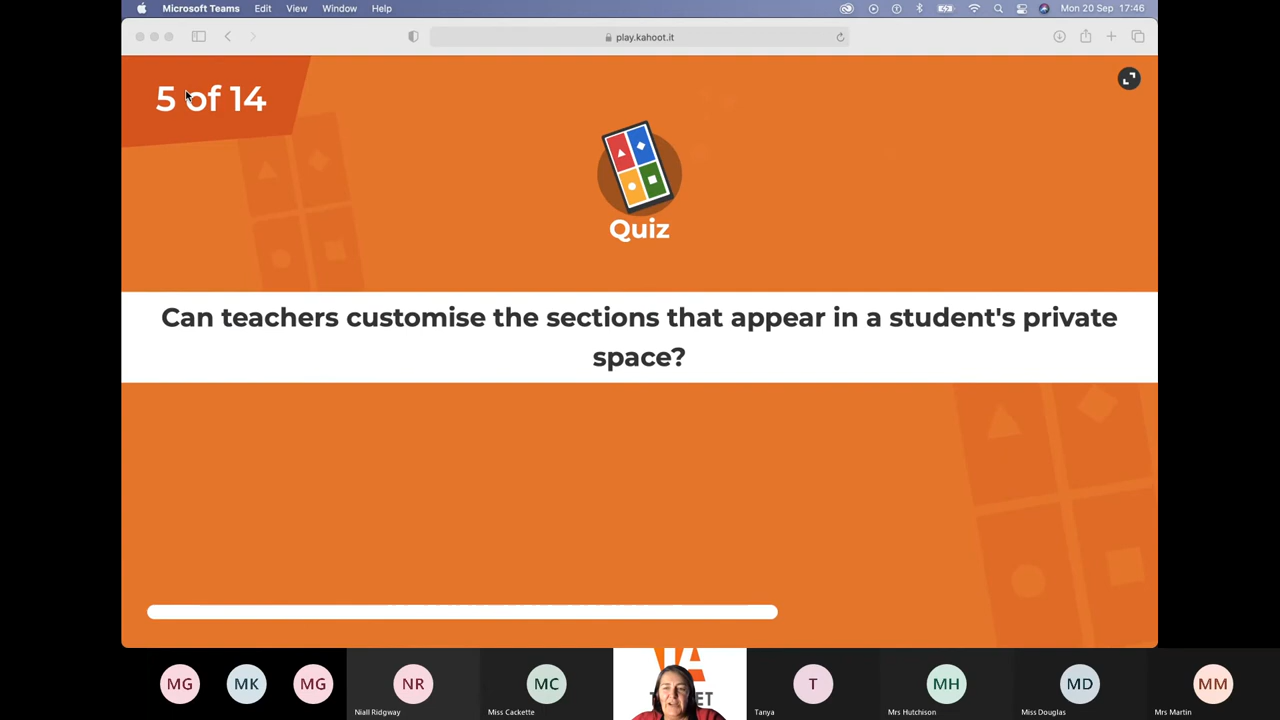 Microsoft Teams Edit View Window Help Mon 20 Sep 17:46
play.kahoot.it
5 of 14
Quiz
Can teachers customise the sections that appear in a student's private
space?
MG MK MG NR MC T MH MD MM
Niall Ridgway Miss Cackette Tanya Mrs Hutchison Miss Douglas Mrs Martin